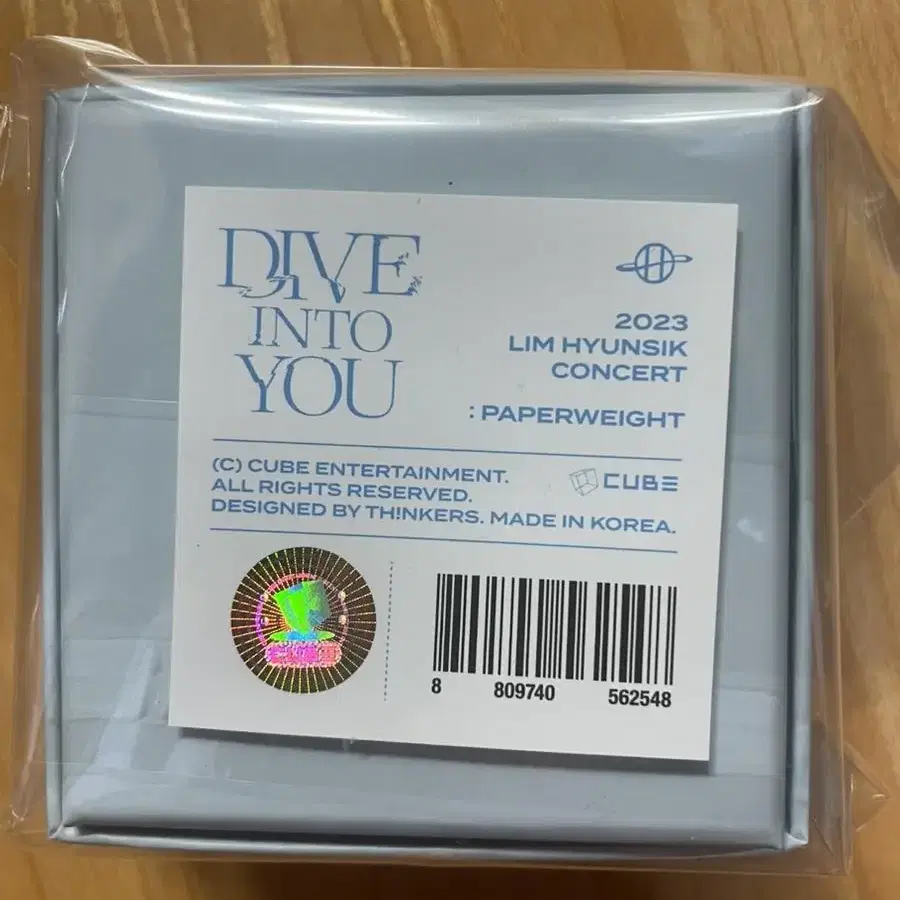 DIVE
INTO
YOU
2023
LIM HYUNSIK
CONCERT
: PAPERWEIGHT
(C) CUBE ENTERTAINMENT.
ALL RIGHTS RESERVED.
DESIGNED BY TH!NKERS. MADE IN KOREA.
CUBE
8 809740 562548